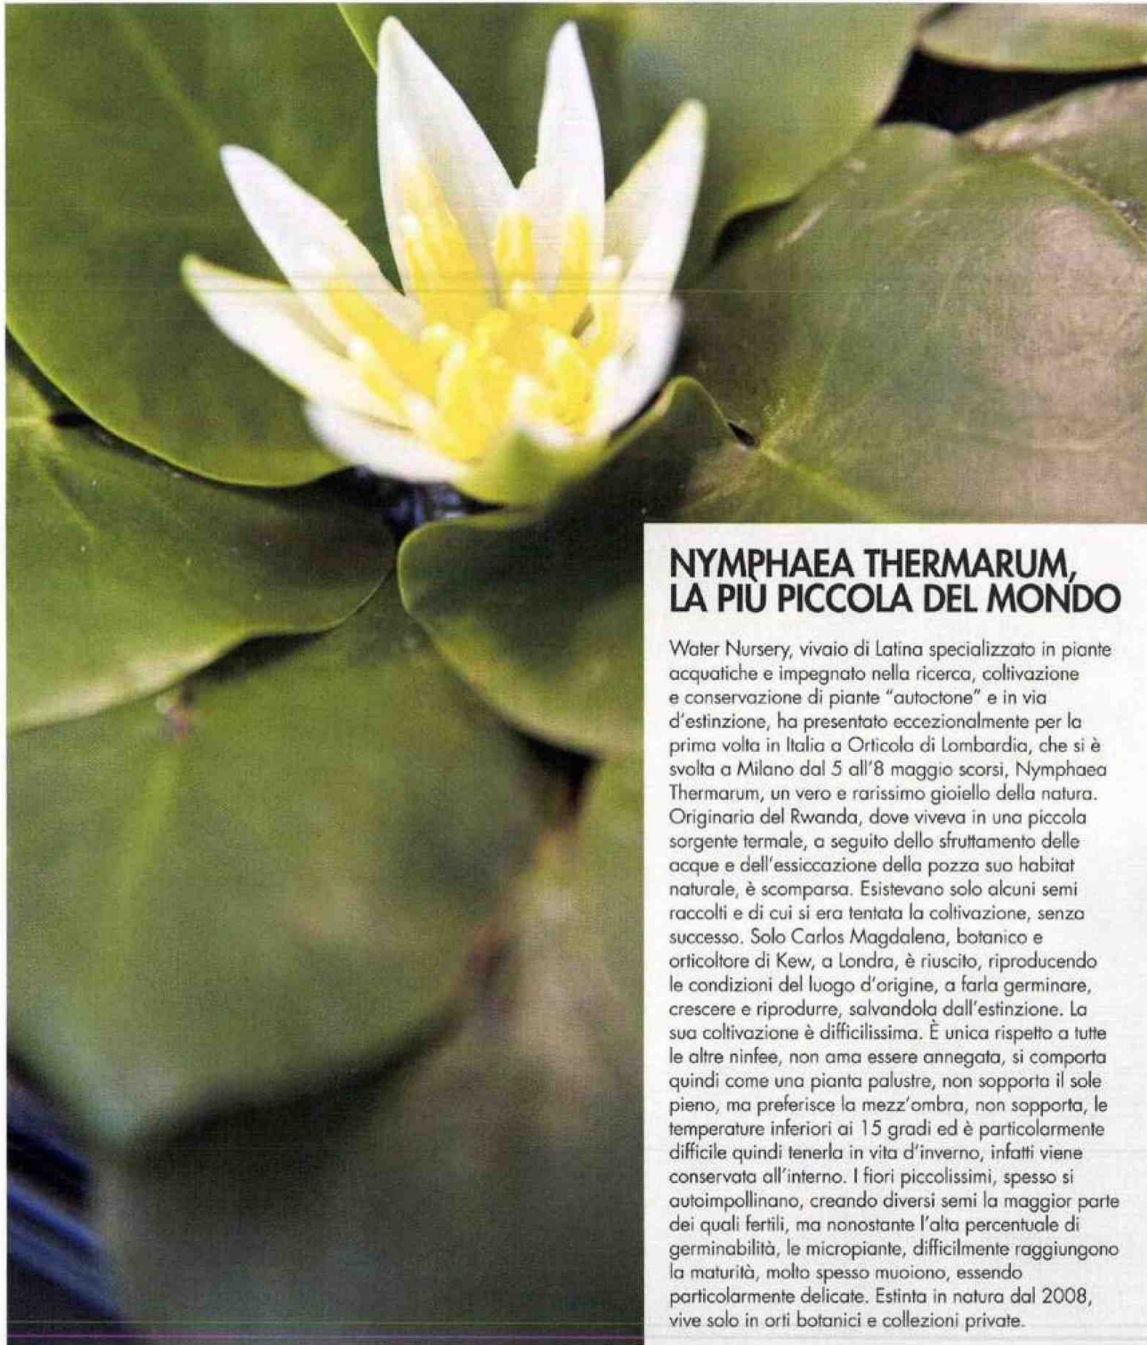 NYMPHAEA THERMARUM,
LA PIÙ PICCOLA DEL MONDO
Water Nursery, vivaio di Latina specializzato in piante
acquatiche e impegnato nella ricerca, coltivazione
e conservazione di piante “autoctone” e in via
d’estinzione, ha presentato eccezionalmente per la
prima volta in Italia a Orticola di Lombardia, che si è
svolta a Milano dal 5 all’8 maggio scorsi, Nymphaea
Thermarum, un vero e rarissimo gioiello della natura.
Originaria del Rwanda, dove viveva in una piccola
sorgente termale, a seguito dello sfruttamento delle
acque e dell’essiccazione della pozza suo habitat
naturale, è scomparsa. Esistevano solo alcuni semi
raccolti e di cui si era tentata la coltivazione, senza
successo. Solo Carlos Magdalena, botanico e
orticoltore di Kew, a Londra, è riuscito, riproducendo
le condizioni del luogo d’origine, a farla germinare,
crescere e riprodurre, salvandola dall’estinzione. La
sua coltivazione è difficilissima. È unica rispetto a tutte
le altre ninfee, non ama essere annegata, si comporta
quindi come una pianta palustre, non sopporta il sole
pieno, ma preferisce la mezz’ombra, non sopporta, le
temperature inferiori ai 15 gradi ed è particolarmente
difficile quindi tenerla in vita d’inverno, infatti viene
conservata all’interno. I fiori piccolissimi, spesso si
autoimpollinano, creando diversi semi la maggior parte
dei quali fertili, ma nonostante l’alta percentuale di
germinabilità, le micropiante, difficilmente raggiungono
la maturità, molto spesso muoiono, essendo
particolarmente delicate. Estinta in natura dal 2008,
vive solo in orti botanici e collezioni private.